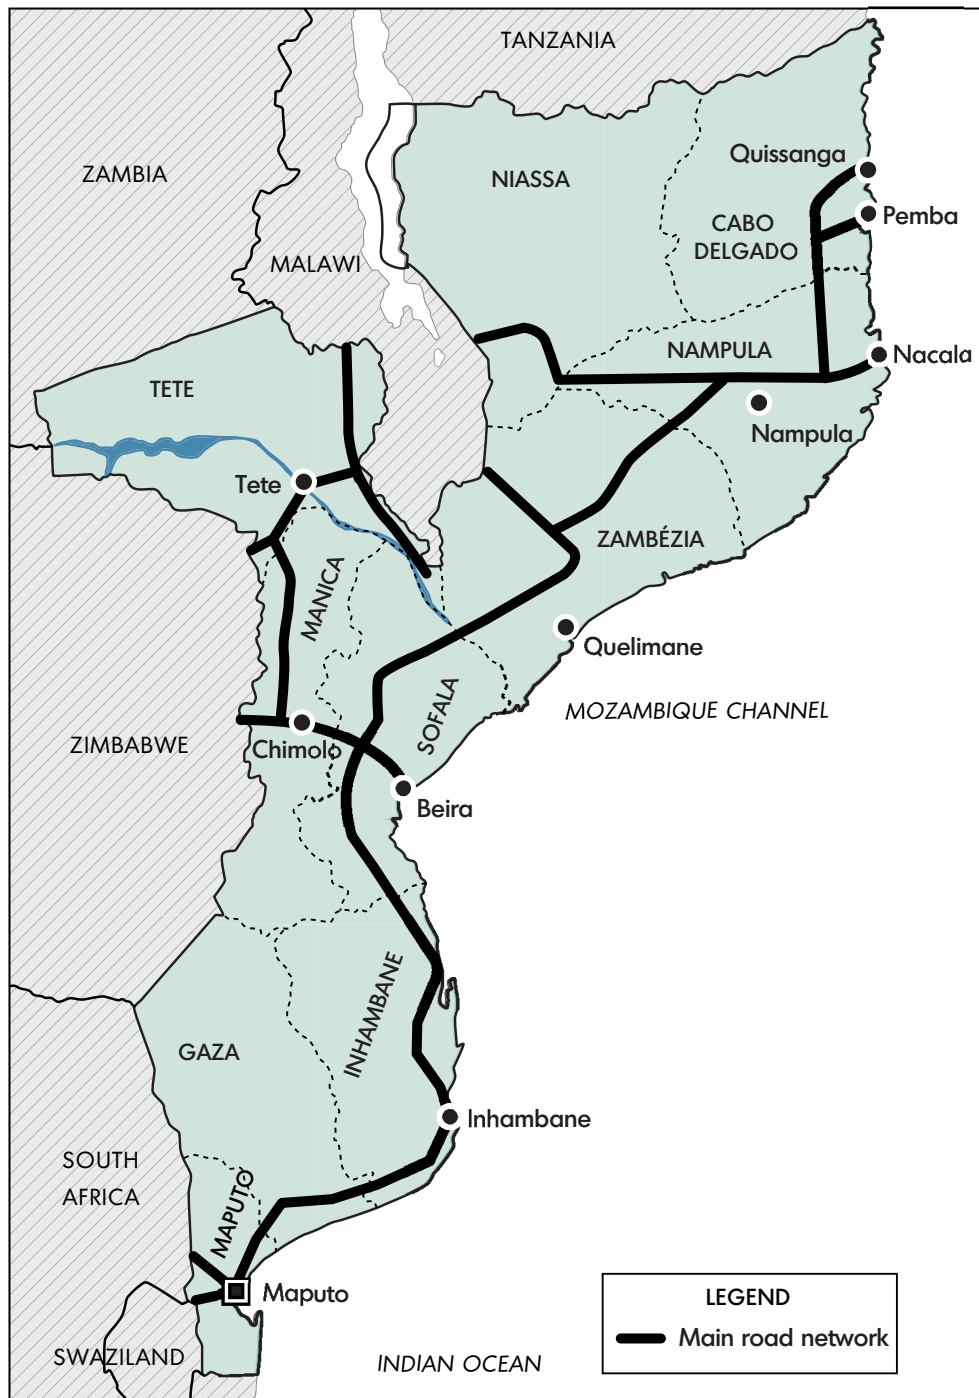 TANZANIA
ZAMBIA
NIASSA
Quissanga
Pemba
CABO
DELGADO
MALAWI
NAMPULA
Nacala
TETE
Nampula
Tete
ZAMBÉZIA
MANICA
Quelimane
SOFALA
MOZAMBIQUE CHANNEL
ZIMBABWE
Chimolo
Beira
INHAMBANE
GAZA
Inhambane
SOUTH
AFRICA
MAPUTO
Maputo
LEGEND
Main road network
SWAZILAND
INDIAN OCEAN